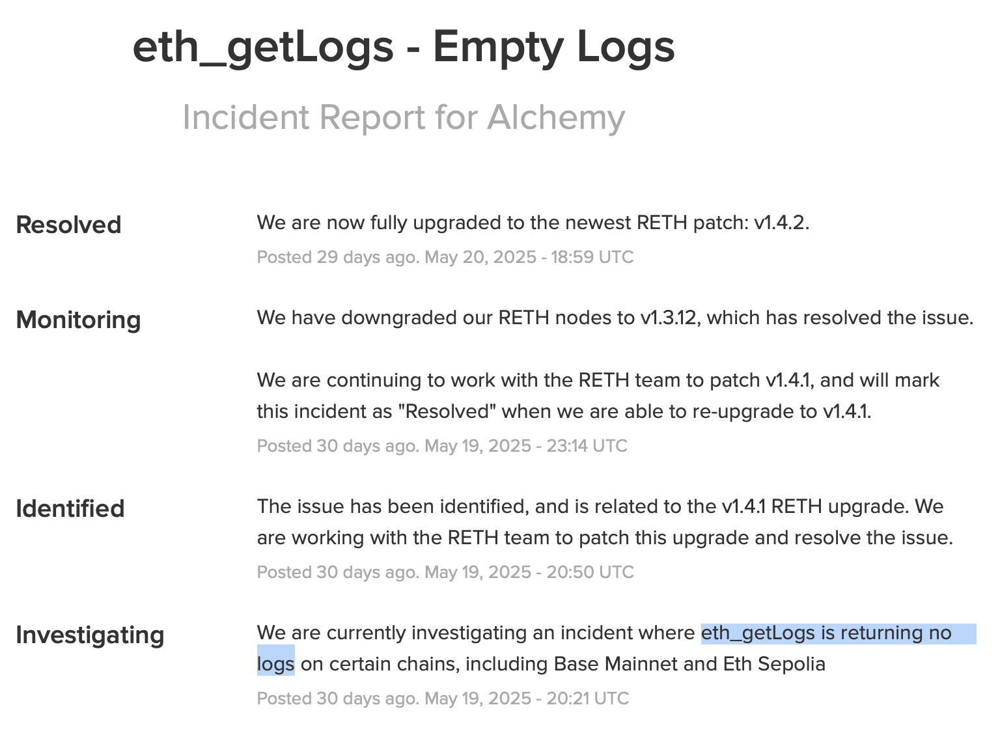 eth_getLogs - Empty Logs
Incident Report for Alchemy
Resolved
We are now fully upgraded to the newest RETH patch: v1.4.2.
Posted 29 days ago. May 20, 2025 - 18:59 UTC
Monitoring
We have downgraded our RETH nodes to v1.3.12, which has resolved the issue.
We are continuing to work with the RETH team to patch v1.4.1, and will mark
this incident as "Resolved" when we are able to re-upgrade to v1.4.1.
Posted 30 days ago. May 19, 2025 - 23:14 UTC
Identified
The issue has been identified, and is related to the v1.4.1 RETH upgrade. We
are working with the RETH team to patch this upgrade and resolve the issue.
Posted 30 days ago. May 19, 2025 - 20:50 UTC
Investigating
We are currently investigating an incident where eth_getLogs is returning no
logs on certain chains, including Base Mainnet and Eth Sepolia
Posted 30 days ago. May 19, 2025 - 20:21 UTC